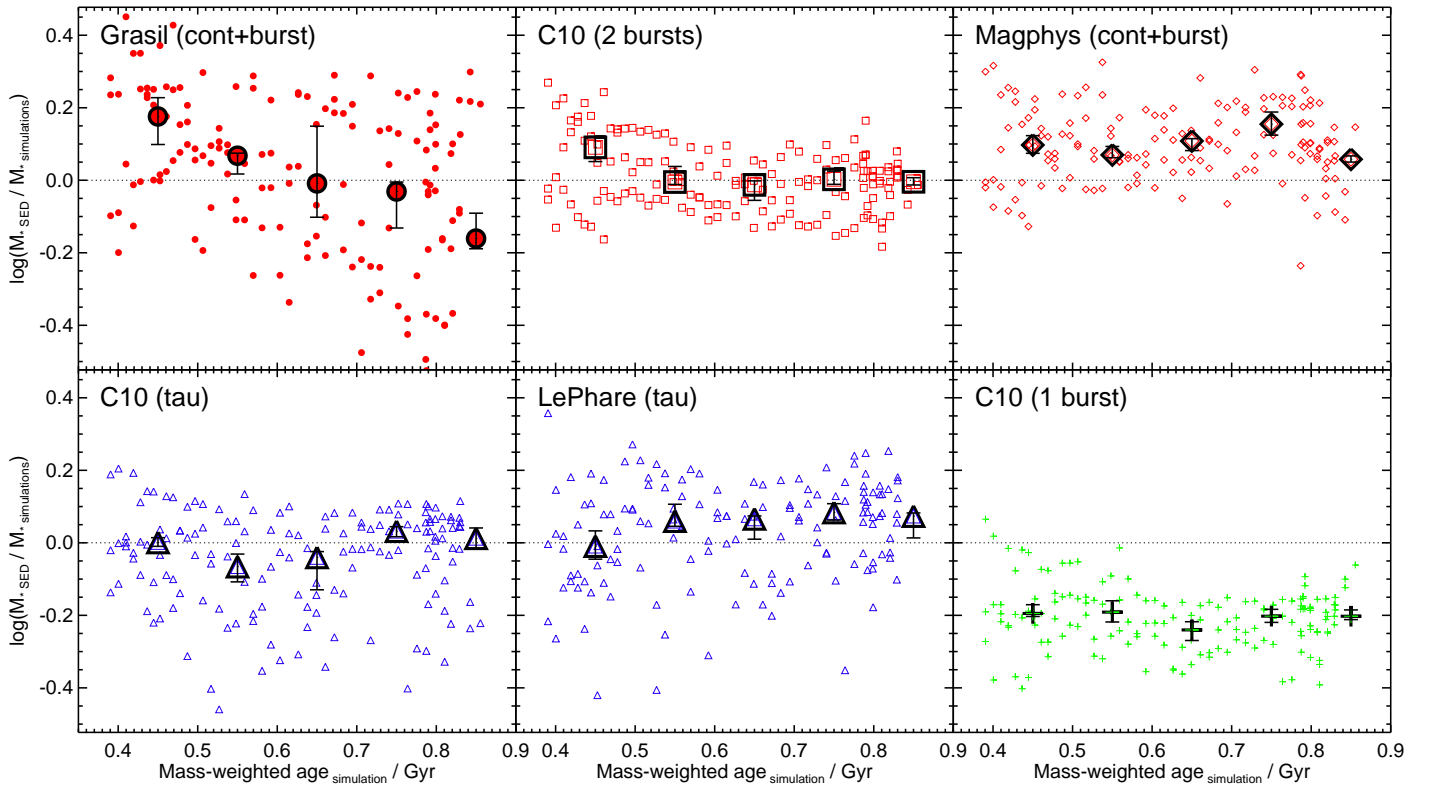 Grasil (cont+burst)
C10 (2 bursts)
Magphys (cont+burst)
0.4
0.2
0.0
-0.2
-0.4
log(M* SED / M* simulations)
C10 (tau)
LePhare (tau)
C10 (1 burst)
0.4
0.2
0.0
-0.2
-0.4
log(M* SED / M* simulations)
0.4 0.5 0.6 0.7 0.8 0.9
0.4 0.5 0.6 0.7 0.8 0.9
0.4 0.5 0.6 0.7 0.8 0.9
Mass-weighted age simulation / Gyr
Mass-weighted age simulation / Gyr
Mass-weighted age simulation / Gyr